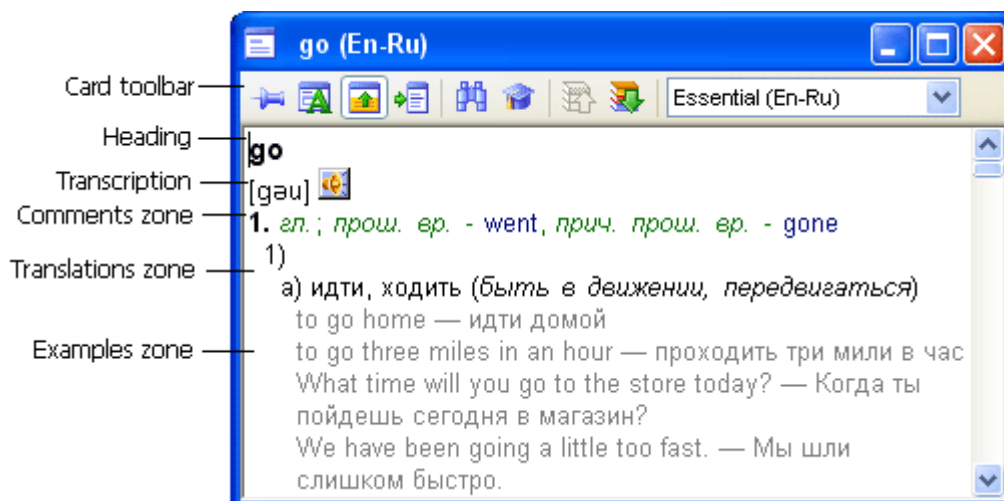 go (En-Ru)
Card toolbar
Essential (En-Ru)
Heading
go
Transcription
[gəu]
Comments zone
1. гл.; прош. вр. - went, прич. прош. вр. - gone
1)
Translations zone
а) идти, ходить (быть в движении, передвигаться)
to go home — идти домой
Examples zone
to go three miles in an hour — проходить три мили в час
What time will you go to the store today? — Когда ты
пойдешь сегодня в магазин?
We have been going a little too fast. — Мы шли
слишком быстро.